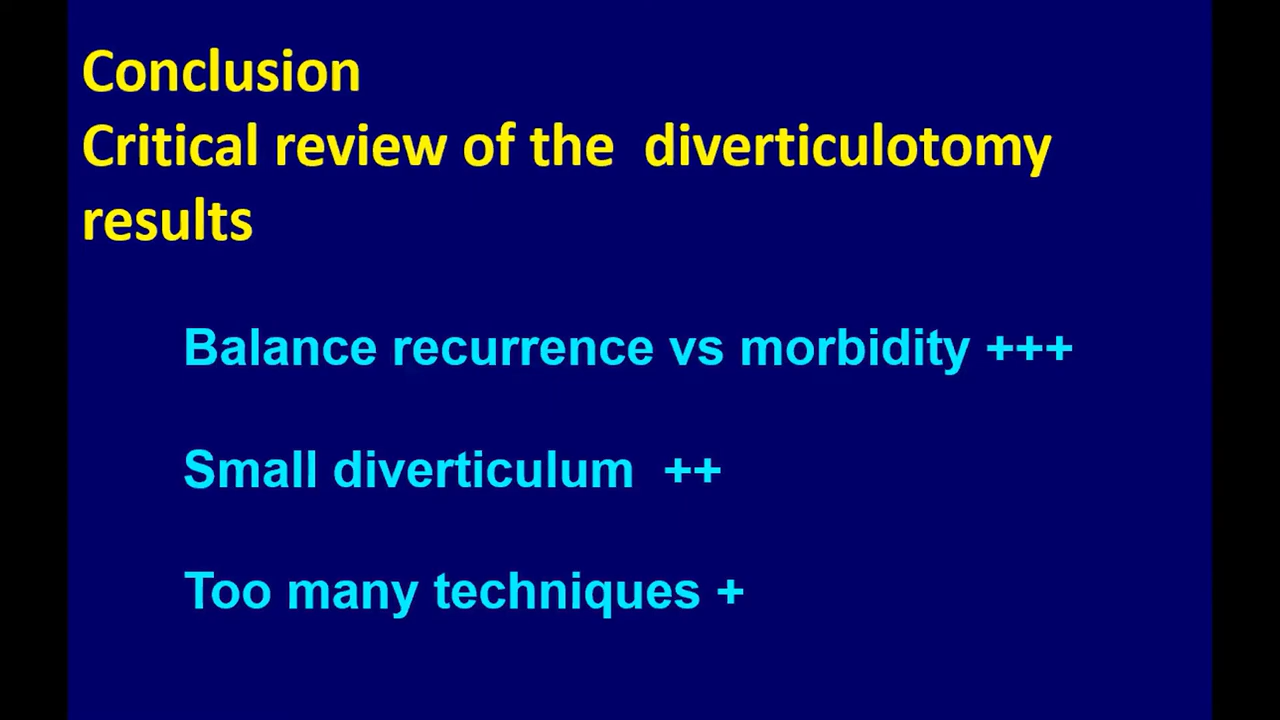 Conclusion
Critical review of the diverticulotomy
results
Balance recurrence vs morbidity +++
Small diverticulum ++
Too many techniques +